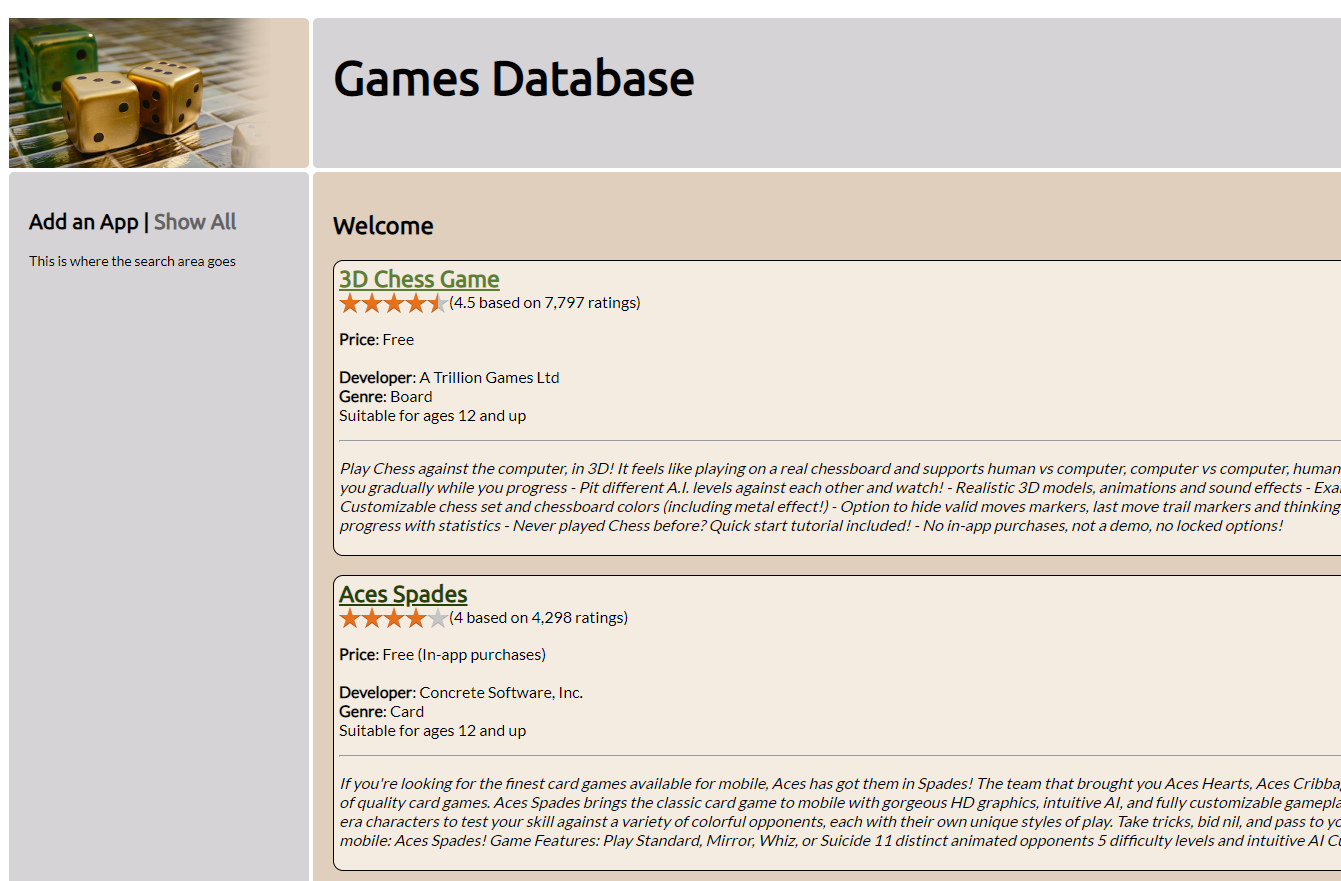 Games Database
Add an App | Show All
This is where the search area goes
Welcome
3D Chess Game
(4.5 based on 7,797 ratings)
Price: Free
Developer: A Trillion Games Ltd
Genre: Board
Suitable for ages 12 and up
Play Chess against the computer, in 3D! It feels like playing on a real chessboard and supports human vs computer, computer vs computer, human
you gradually while you progress - Pit different A.I. levels against each other and watch! - Realistic 3D models, animations and sound effects -
Customizable chess set and chessboard colors (including metal effect!) - Option to hide valid moves markers, last move trail markers and thinking
progress with statistics - Never played Chess before? Quick start tutorial included! - No in-app purchases, not a demo, no locked options!
Aces Spades
(4 based on 4,298 ratings)
Price: Free (In-app purchases)
Developer: Concrete Software, Inc.
Genre: Card
Suitable for ages 12 and up
If you're looking for the finest card games available for mobile, Aces has got them in Spades! The team that brought you Aces Hearts, Aces
of quality card games. Aces Spades brings the classic card game to mobile with gorgeous HD graphics, intuitive AI, and fully customizable
era characters to test your skill against a variety of colorful opponents, each with their own unique styles of play. Take tricks, bid nil, and pass to
mobile: Aces Spades! Game Features: Play Standard, Mirror, Whiz, or Suicide 11 distinct animated opponents 5 difficulty levels and intuitive AI